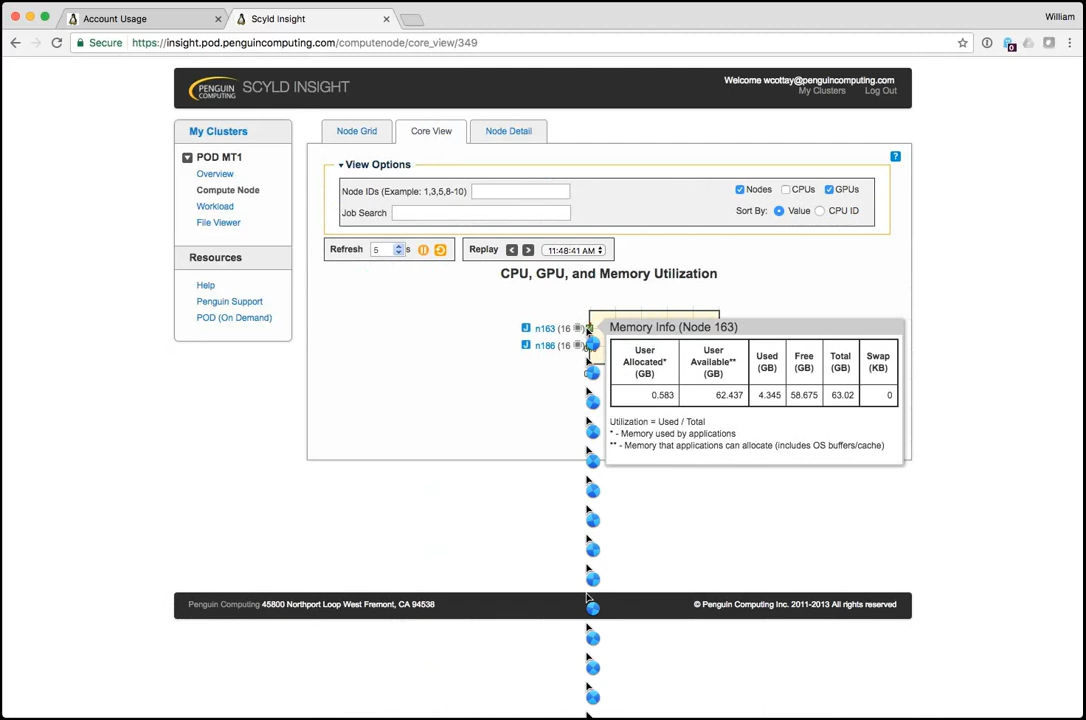 Account Usage
Scyld Insight
William
Secure
https://insight.pod.penguincomputing.com/computenode/core_view/349
0
PENGUIN
COMPUTING
SCYLD INSIGHT
Welcome wcottay@penguincomputing.com
My Clusters Log Out
My Clusters
POD MT1
Overview
Compute Node
Workload
File Viewer
Resources
Help
Penguin Support
POD (On Demand)
Node Grid
Core View
Node Detail
?
View Options
Node IDs (Example: 1,3,5,8-10)
Nodes CPUs GPUs
Job Search
Sort By: Value CPU ID
Refresh 5 s
Replay 11:48:41 AM
CPU, GPU, and Memory Utilization
J n163 (16
J n186 (16
Memory Info (Node 163)
User Allocated* (GB)
User Available** (GB)
Used (GB)
Free (GB)
Total (GB)
Swap (KB)
0.583 62.437 4.345 58.675 63.02 0
Utilization = Used / Total
* - Memory used by applications
** - Memory that applications can allocate (includes OS buffers/cache)
Penguin Computing 45800 Northport Loop West Fremont, CA 94538
© Penguin Computing Inc. 2011-2013 All rights reserved